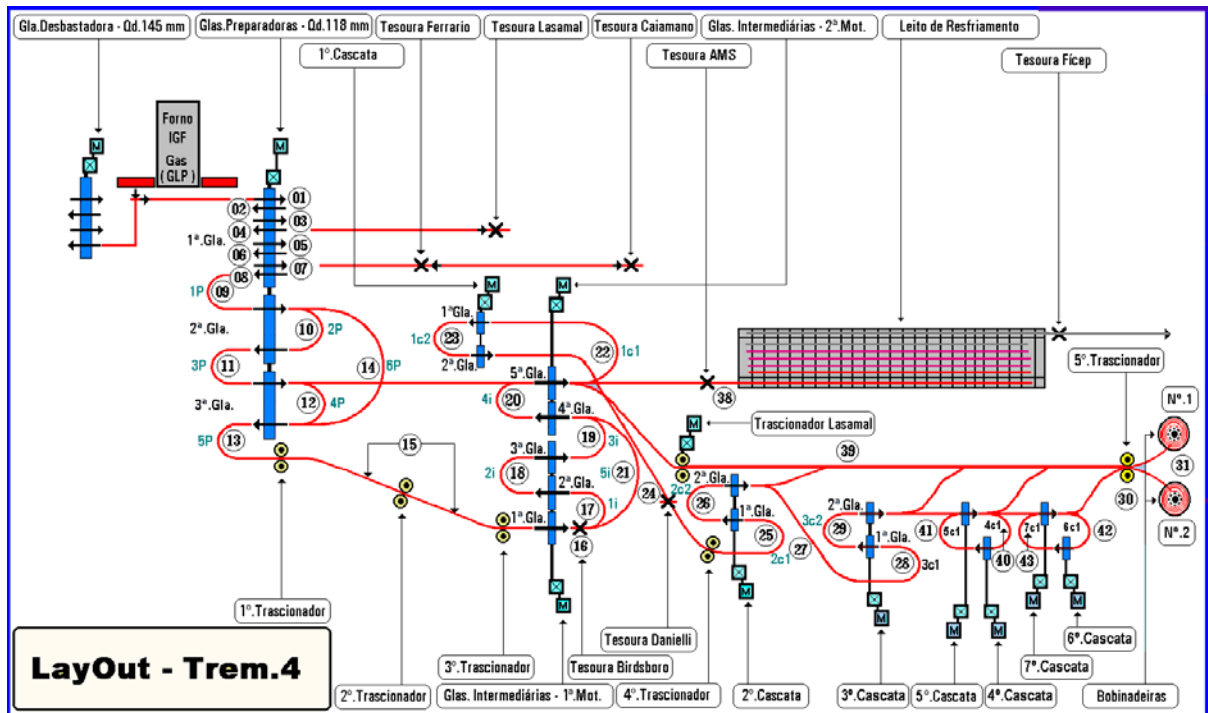 Gla.Desbastadora - Qd.145 mm
Glas.Preparadoras - Qd.118 mm
Tesoura Ferrario
Tesoura Lasamal
Tesoura Caiamano
Glas. Intermediárias - 2ª.Mot.
Leito de Resfriamento
1º.Cascata
Tesoura AMS
Tesoura Fícep
Forno
IGF
Gas
(GLP)
M
M
01
02
03
04
1ª.Gla.
05
06
07
08
1P
09
2ª.Gla.
10
2P
3P
11
14
6P
3ª.Gla.
12
4P
5P
13
15
M
M
1ªGla.
23
1c2
2ª.Gla.
22
1c1
5ª.Gla.
4i
20
4ª.Gla.
19
3i
3ª.Gla.
2i
18
5i
21
2ª.Gla.
17
1i
1ª.Gla.
16
38
5º.Trascionador
Nº.1
31
30
Nº.2
M
Trascionador Lasamal
39
24
2c2
2ª.Gla.
26
1ª.Gla.
25
2c1
27
3c2
2ª.Gla.
29
1ª.Gla.
28
3c1
41
5c1
4c1
40
7c1
43
6c1
42
M
M
M
M
M
M
M
1º.Trascionador
2º.Trascionador
3º.Trascionador
Glas. Intermediárias - 1ª.Mot.
Tesoura Birdsboro
Tesoura Danielli
4º.Trascionador
2º.Cascata
3º.Cascata
5º.Cascata
4º.Cascata
7º.Cascata
6º.Cascata
Bobinadeiras
LayOut - Trem.4